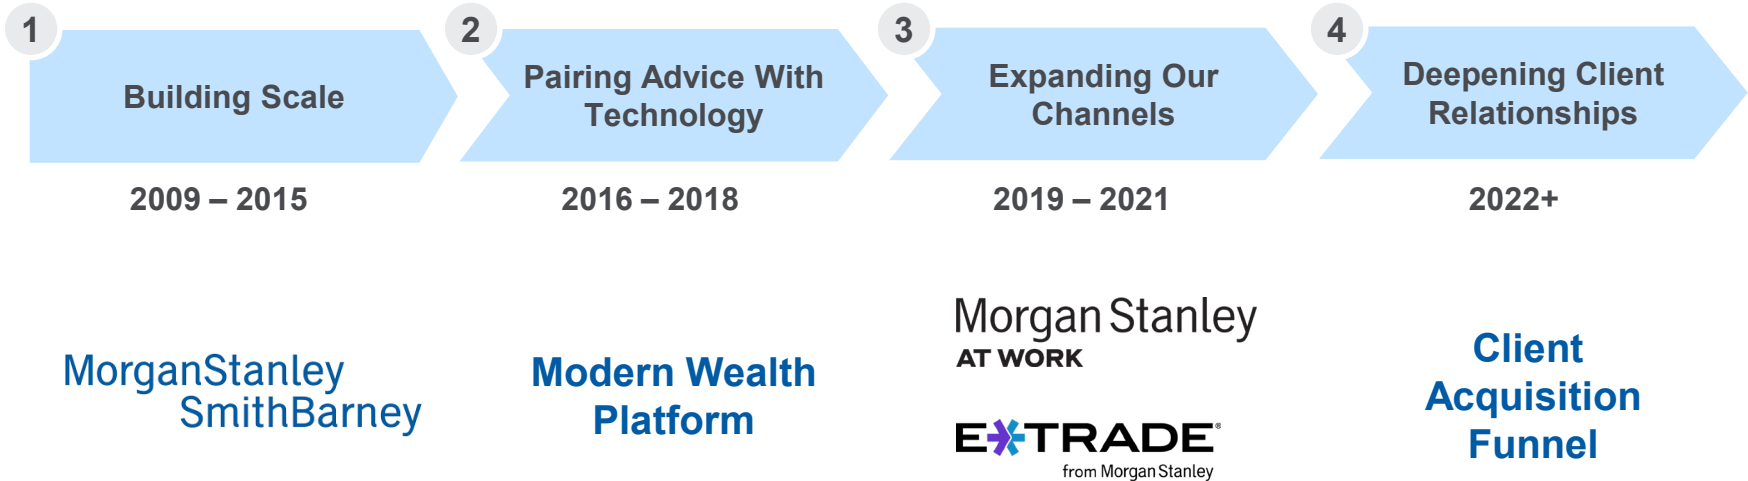 1
Building Scale
2009 – 2015
MorganStanley
SmithBarney
2
Pairing Advice With
Technology
2016 – 2018
Modern Wealth
Platform
3
Expanding Our
Channels
2019 – 2021
Morgan Stanley
AT WORK
E*TRADE®
from Morgan Stanley
4
Deepening Client
Relationships
2022+
Client
Acquisition
Funnel